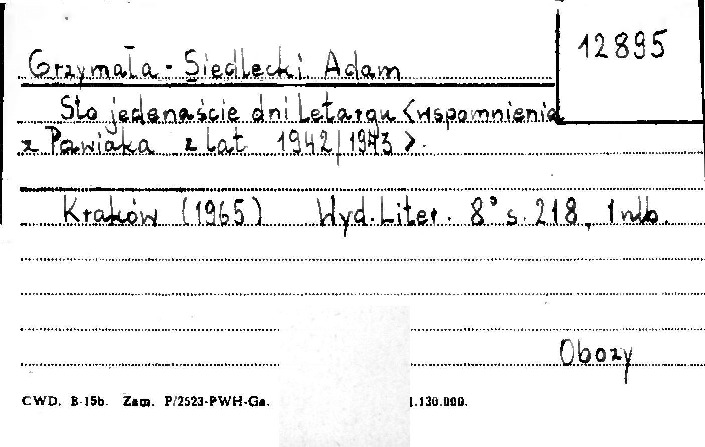 12895
Grzymała-Siedlecki Adam
Sto jedenaście dni letargu <wspomnienia
z Pawiaka z lat 1942/1943>.
Kraków (1965) Wyd. Liter. 8° s. 218, 1 nlb.
Obozy
CWD. B-15b. Zam. P/2523-PWH-Ga. 1.130.000.